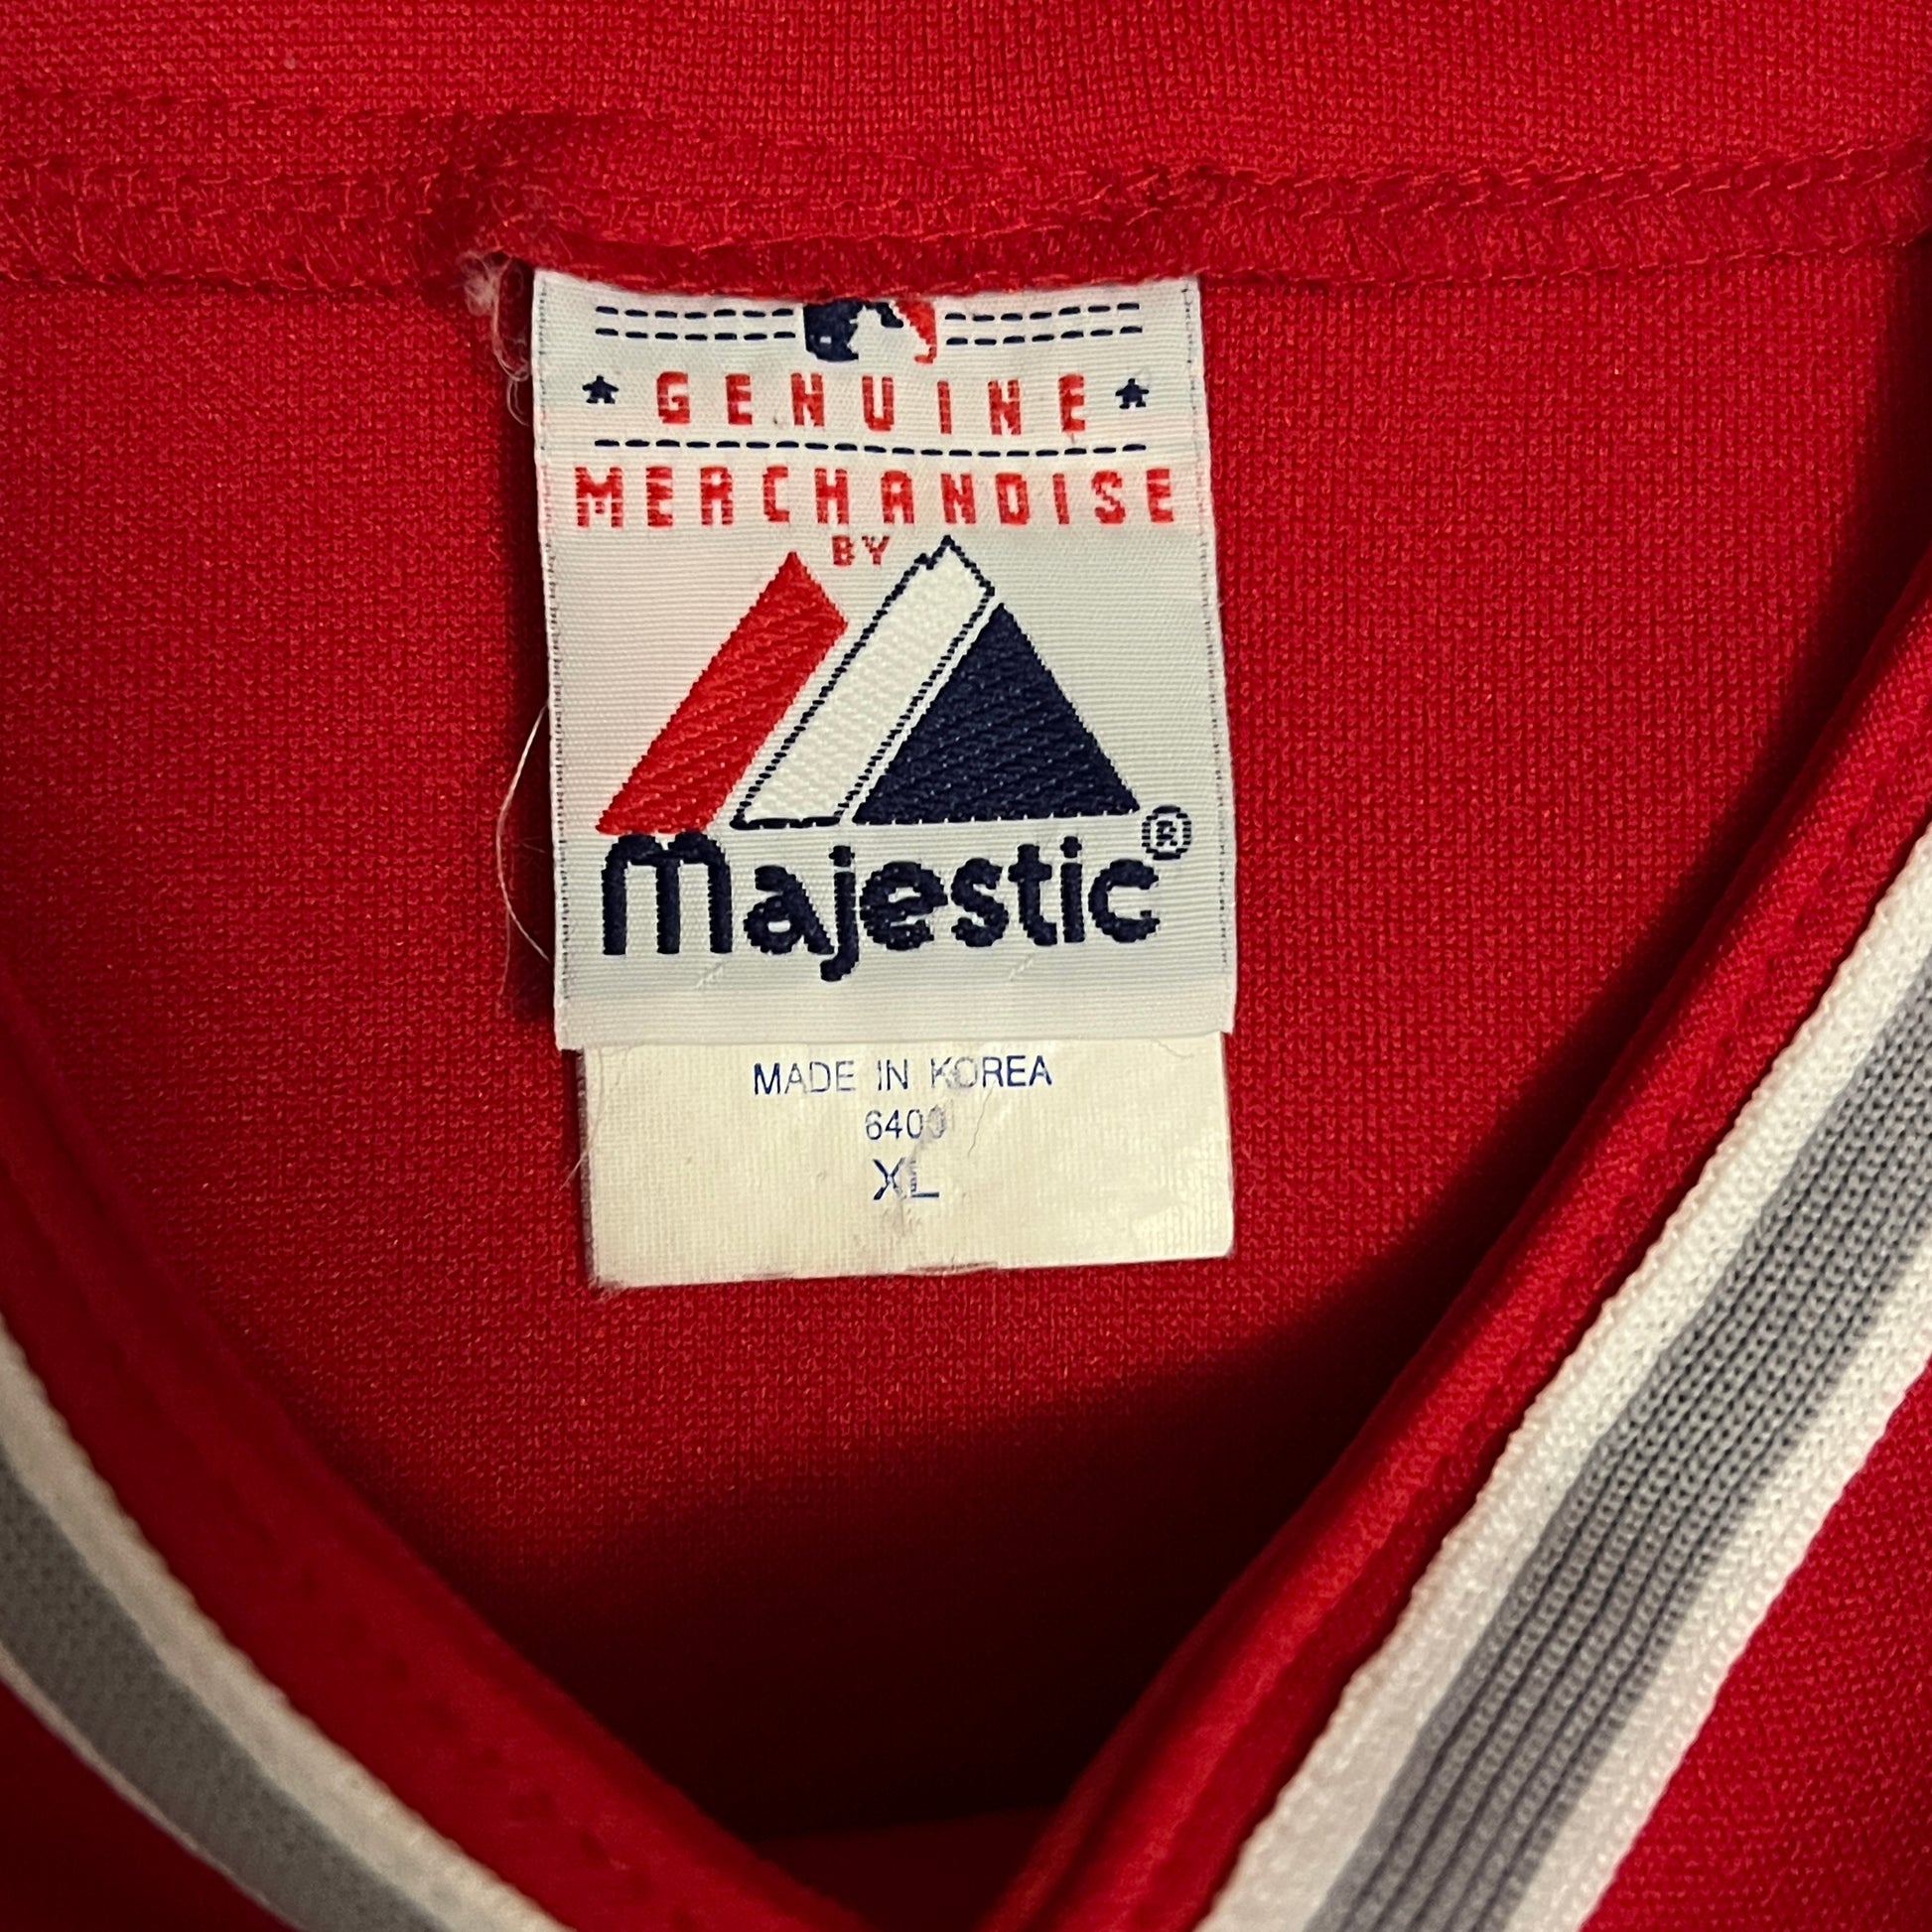 GENUINE
MERCHANDISE
BY
Majestic®
MADE IN KOREA
6400
XL